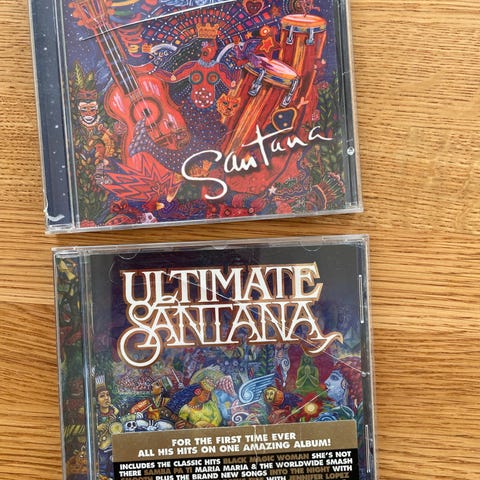 Santana
ULTIMATE
SANTANA
FOR THE FIRST TIME EVER
ALL HIS HITS ON ONE AMAZING ALBUM!
INCLUDES THE CLASSIC HITS BLACK MAGIC WOMAN SHE'S NOT
THERE SAMBA PA TI MARIA MARIA & THE WORLDWIDE SMASH
SMOOTH PLUS THE BRAND NEW SONGS INTO THE NIGHT WITH
WITH JENNIFER LOPEZ